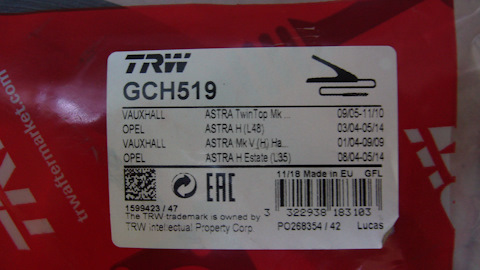 TRW
GCH519
VAUXHALL ASTRA TwinTop Mk ... 09/05-11/10
OPEL ASTRA H (L48) 03/04-05/14
VAUXHALL ASTRA Mk V (H) Ha... 01/04-09/09
OPEL ASTRA H Estate (L35) 08/04-05/14
11/18 Made in EU GFL
EAC
1599423 / 47
The TRW trademark is owned by
TRW Intellectual Property Corp.
3 322938 183103
PO268354 / 42 Lucas
trwaftermarket.com